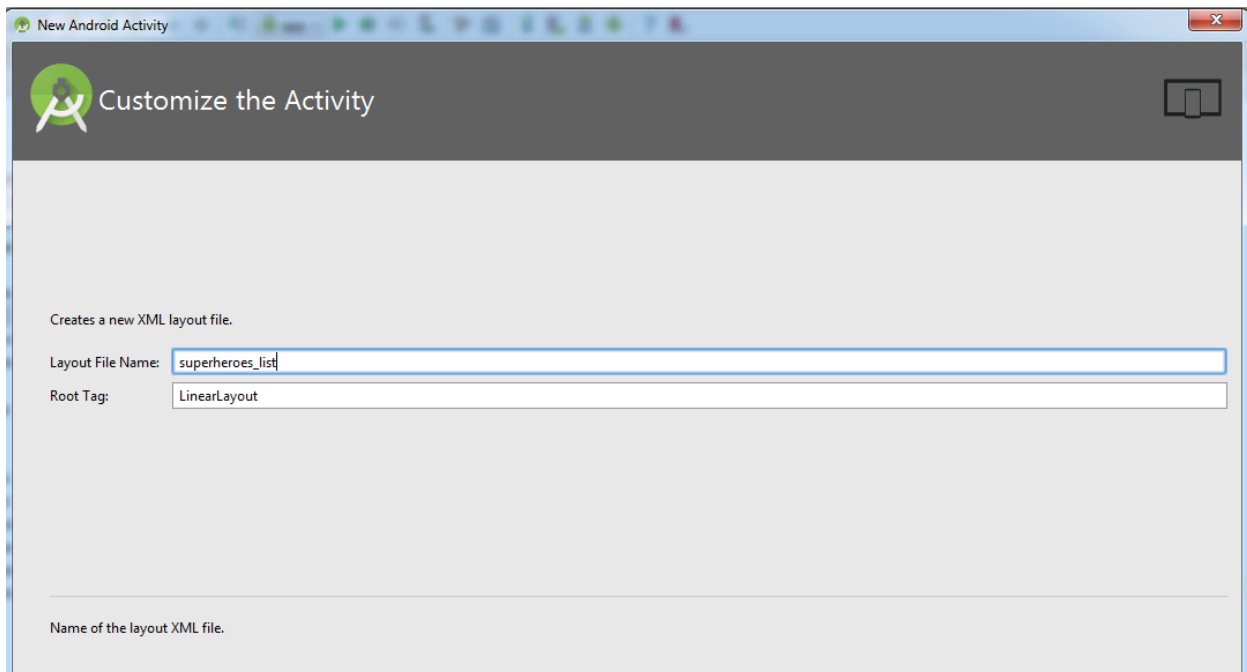 New Android Activity
Customize the Activity
Creates a new XML layout file.
Layout File Name: superheroes_list
Root Tag: LinearLayout
Name of the layout XML file.